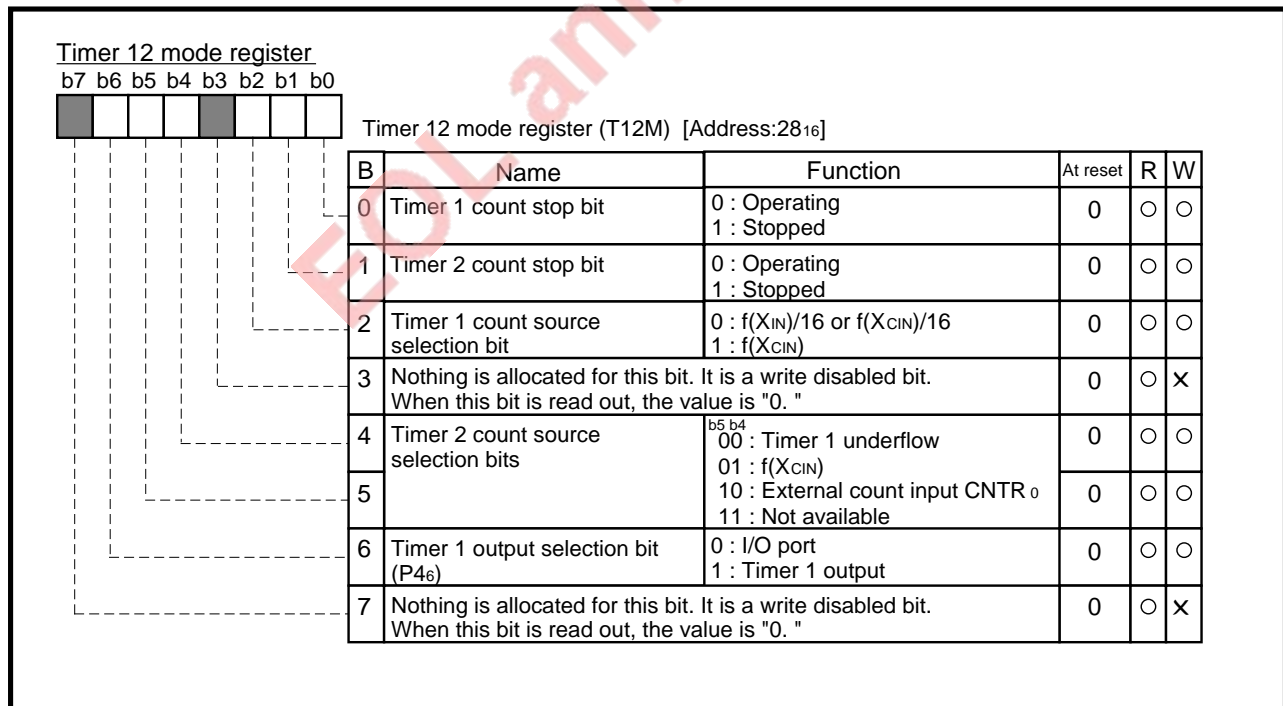 Timer 12 mode register
b7 b6 b5 b4 b3 b2 b1 b0
Timer 12 mode register (T12M) [Address:2816]
B Name Function At reset R W
0 Timer 1 count stop bit 0 : Operating 0 ○ ○
1 : Stopped
1 Timer 2 count stop bit 0 : Operating 0 ○ ○
1 : Stopped
2 Timer 1 count source 0 : f(XIN)/16 or f(XCIN)/16 0 ○ ○
selection bit 1 : f(XCIN)
3 Nothing is allocated for this bit. It is a write disabled bit. 0 ○ ×
When this bit is read out, the value is "0. "
4 Timer 2 count source b5 b4 0 ○ ○
selection bits 00 : Timer 1 underflow
01 : f(XCIN)
5 10 : External count input CNTR 0 0 ○ ○
11 : Not available
6 Timer 1 output selection bit 0 : I/O port 0 ○ ○
(P46) 1 : Timer 1 output
7 Nothing is allocated for this bit. It is a write disabled bit. 0 ○ ×
When this bit is read out, the value is "0. "
EOL ann